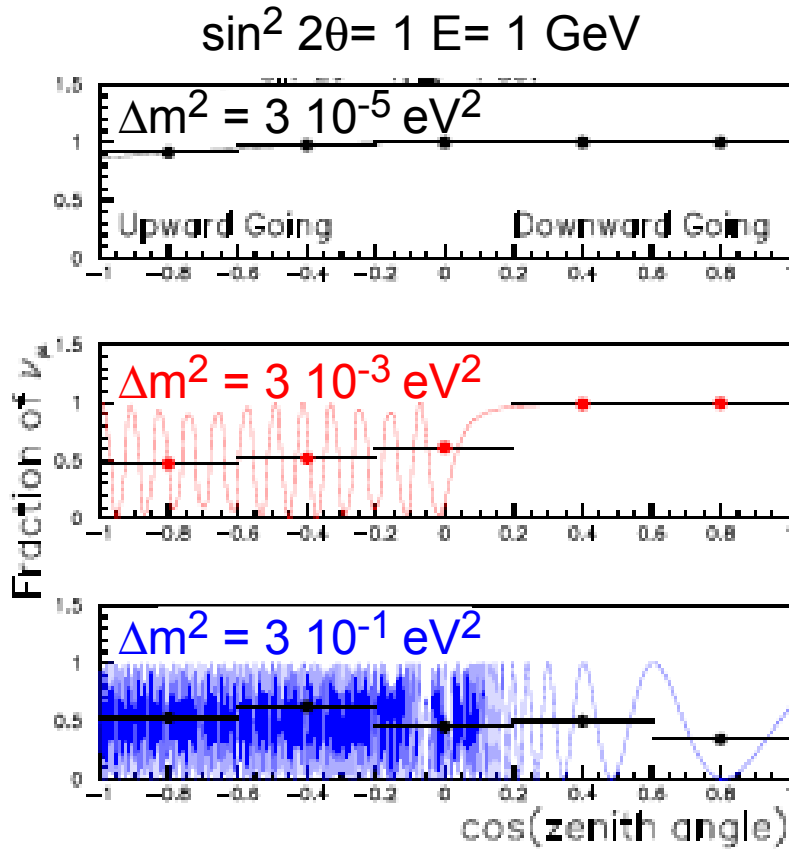 sin² 2θ= 1 E= 1 GeV
1.5
Δm² = 3 10⁻⁵ eV²
1
0.5
Upward Going Downward Going
0
−1 −0.8 −0.6 −0.4 −0.2 0 0.2 0.4 0.6 0.8 1
Fraction of νμ
1.5
Δm² = 3 10⁻³ eV²
1
0.5
0
−1 −0.8 −0.6 −0.4 −0.2 0 0.2 0.4 0.6 0.8 1
1.5
Δm² = 3 10⁻¹ eV²
1
0.5
0
−1 −0.8 −0.6 −0.4 −0.2 0 0.2 0.4 0.6 0.8 1
cos(zenith angle)